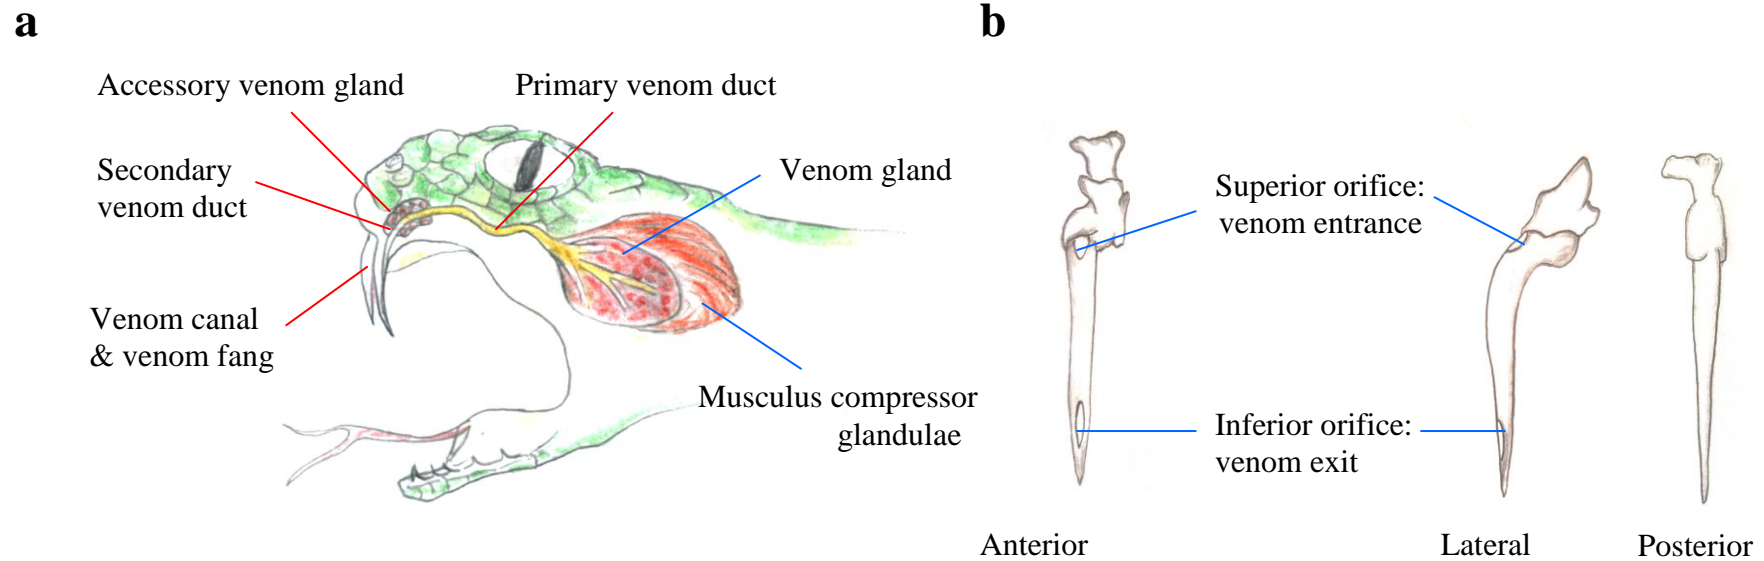 a
Accessory venom gland
Primary venom duct
Secondary
venom duct
Venom gland
Venom canal
& venom fang
Musculus compressor
glandulae
b
Superior orifice:
venom entrance
Inferior orifice:
venom exit
Anterior
Lateral
Posterior